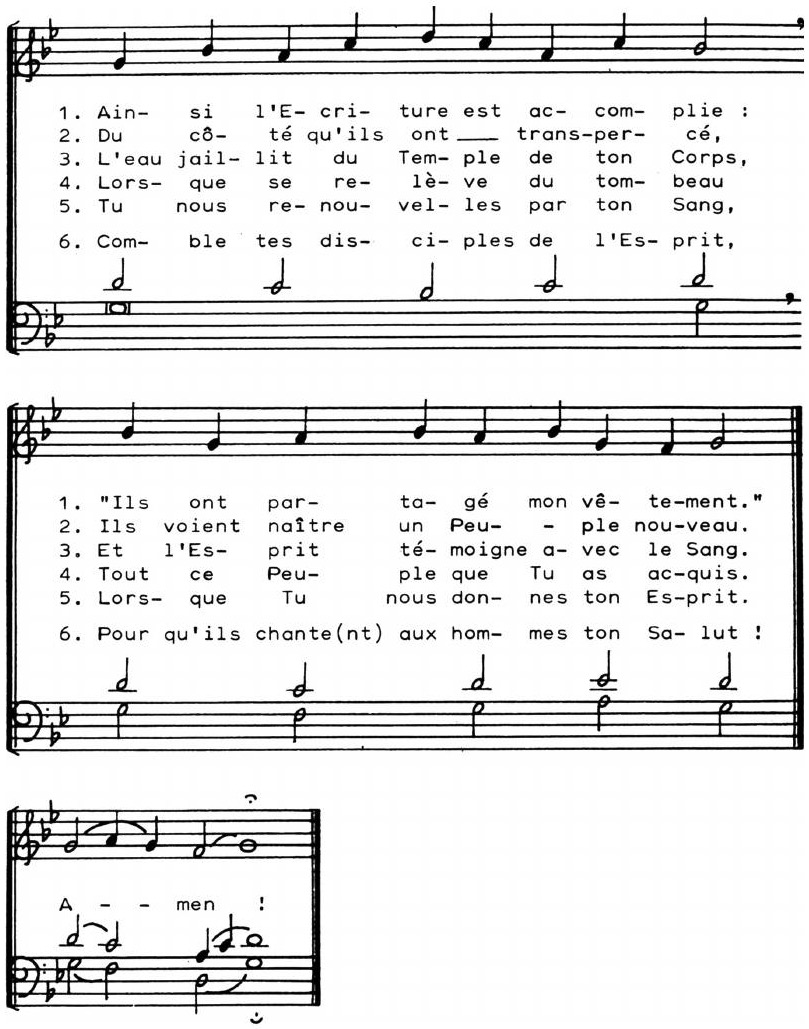 1. Ain- si l'E- cri- ture est ac- com- plie :
2. Du cô- té qu'ils ont ___ trans-per- cé,
3. L'eau jail- lit du Tem- ple de ton Corps,
4. Lors- que se re- lè- ve du tom- beau
5. Tu nous re- nou- vel- les par ton Sang,
6. Com- ble tes dis- ci- ples de l'Es- prit,
1. "Ils ont par- ta- gé mon vê- te-ment."
2. Ils voient naître un Peu- - ple nou-veau.
3. Et l'Es- prit té- moigne a- vec le Sang.
4. Tout ce Peu- ple que Tu as ac-quis.
5. Lors- que Tu nous don- nes ton Es-prit.
6. Pour qu'ils chante(nt) aux hom- mes ton Sa- lut !
A - - men !